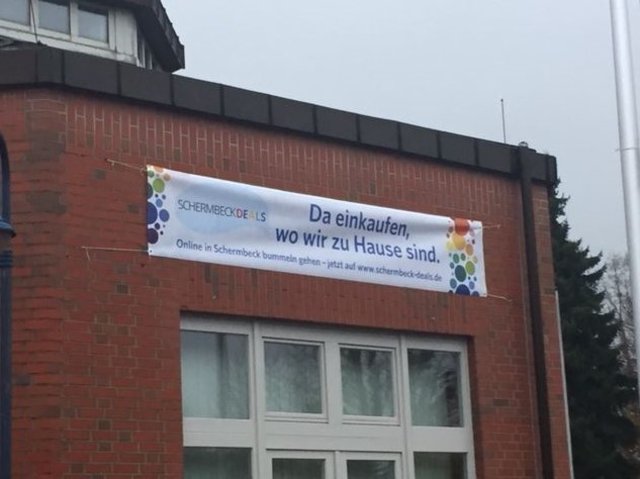 SCHERMBECKDEALS
Da einkaufen,
wo wir zu Hause sind.
Online in Schermbeck bummeln gehen – jetzt auf www.schermbeck-deals.de